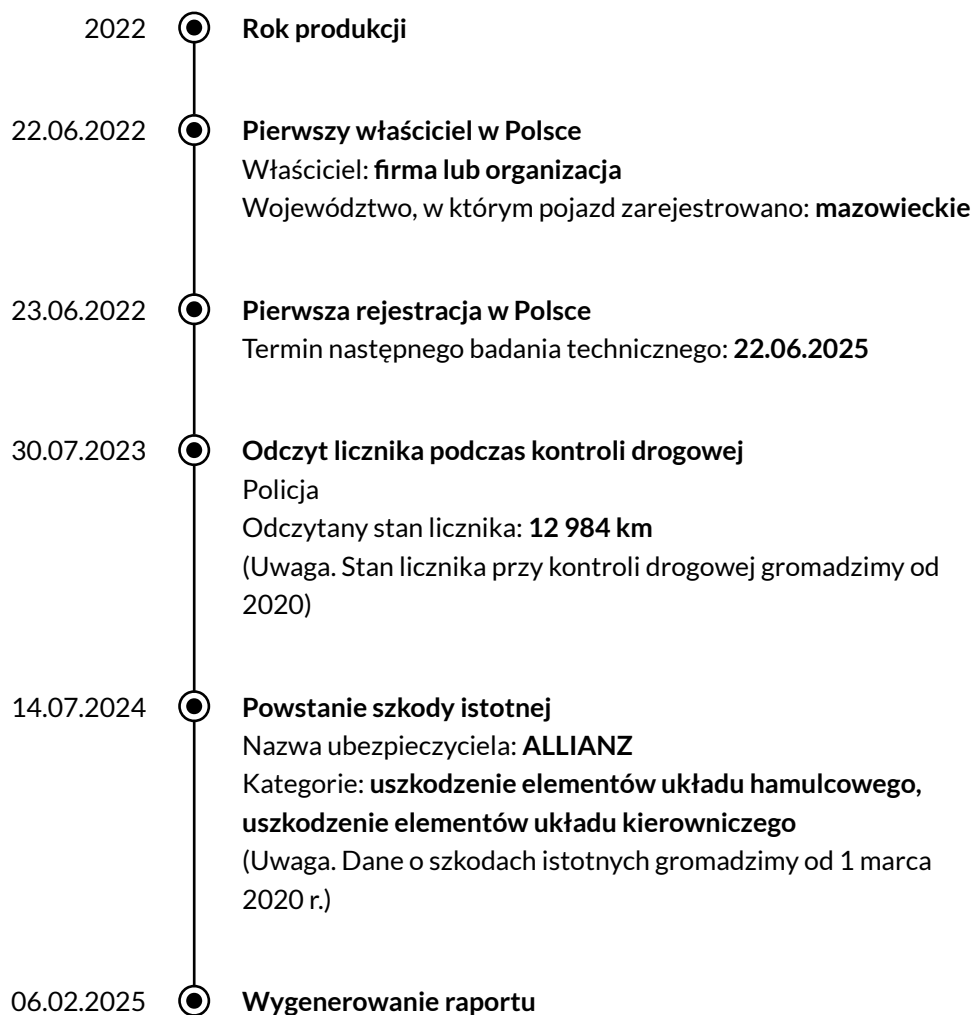 2022 Rok produkcji
22.06.2022 Pierwszy właściciel w Polsce
Właściciel: firma lub organizacja
Województwo, w którym pojazd zarejestrowano: mazowieckie
23.06.2022 Pierwsza rejestracja w Polsce
Termin następnego badania technicznego: 22.06.2025
30.07.2023 Odczyt licznika podczas kontroli drogowej
Policja
Odczytany stan licznika: 12 984 km
(Uwaga. Stan licznika przy kontroli drogowej gromadzimy od
2020)
14.07.2024 Powstanie szkody istotnej
Nazwa ubezpieczyciela: ALLIANZ
Kategorie: uszkodzenie elementów układu hamulcowego,
uszkodzenie elementów układu kierowniczego
(Uwaga. Dane o szkodach istotnych gromadzimy od 1 marca
2020 r.)
06.02.2025 Wygenerowanie raportu